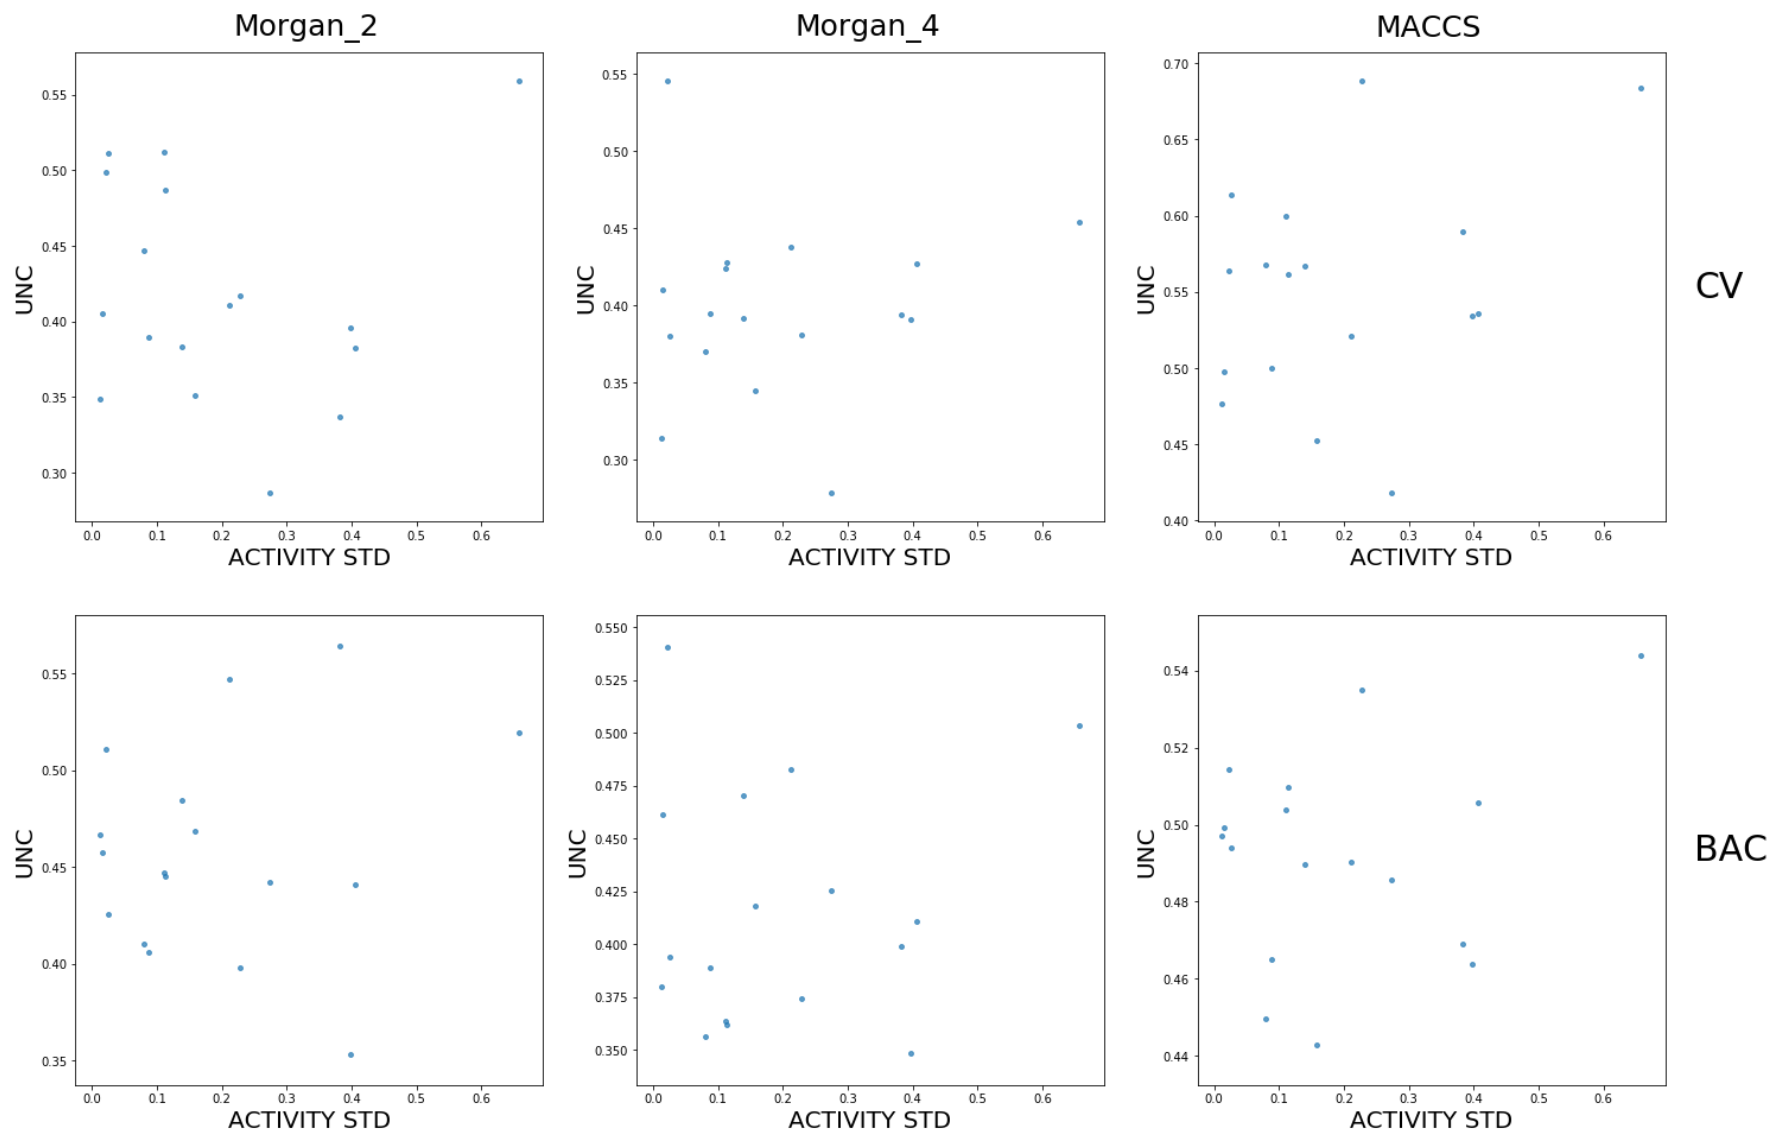 Morgan_2 Morgan_4 MACCS
0.55
0.50
0.45
0.40
0.35
0.30
UNC
0.0 0.1 0.2 0.3 0.4 0.5 0.6
ACTIVITY STD
0.55
0.50
0.45
0.40
0.35
0.30
UNC
0.0 0.1 0.2 0.3 0.4 0.5 0.6
ACTIVITY STD
0.70
0.65
0.60
0.55
0.50
0.45
0.40
UNC
0.0 0.1 0.2 0.3 0.4 0.5 0.6
ACTIVITY STD
CV
0.55
0.50
0.45
0.40
0.35
UNC
0.0 0.1 0.2 0.3 0.4 0.5 0.6
ACTIVITY STD
0.550
0.525
0.500
0.475
0.450
0.425
0.400
0.375
0.350
UNC
0.0 0.1 0.2 0.3 0.4 0.5 0.6
ACTIVITY STD
0.54
0.52
0.50
0.48
0.46
0.44
UNC
0.0 0.1 0.2 0.3 0.4 0.5 0.6
ACTIVITY STD
BAC